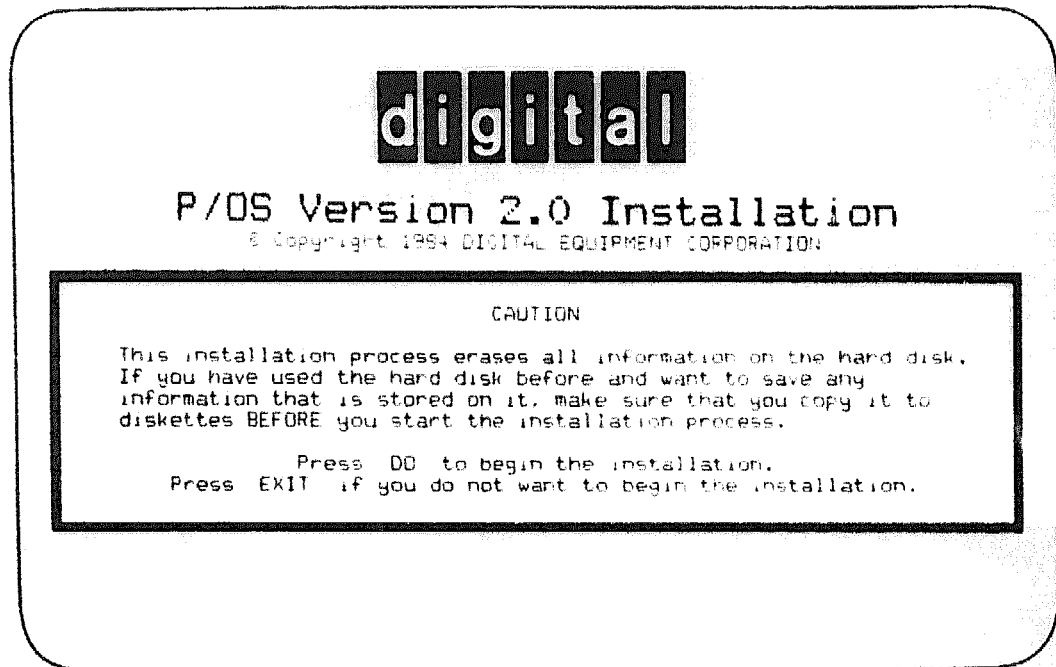 digital
P/OS Version 2.0 Installation
© Copyright 1984 DIGITAL EQUIPMENT CORPORATION
CAUTION
This installation process erases all information on the hard disk.
If you have used the hard disk before and want to save any
information that is stored on it, make sure that you copy it to
diskettes BEFORE you start the installation process.
Press DO to begin the installation.
Press EXIT if you do not want to begin the installation.